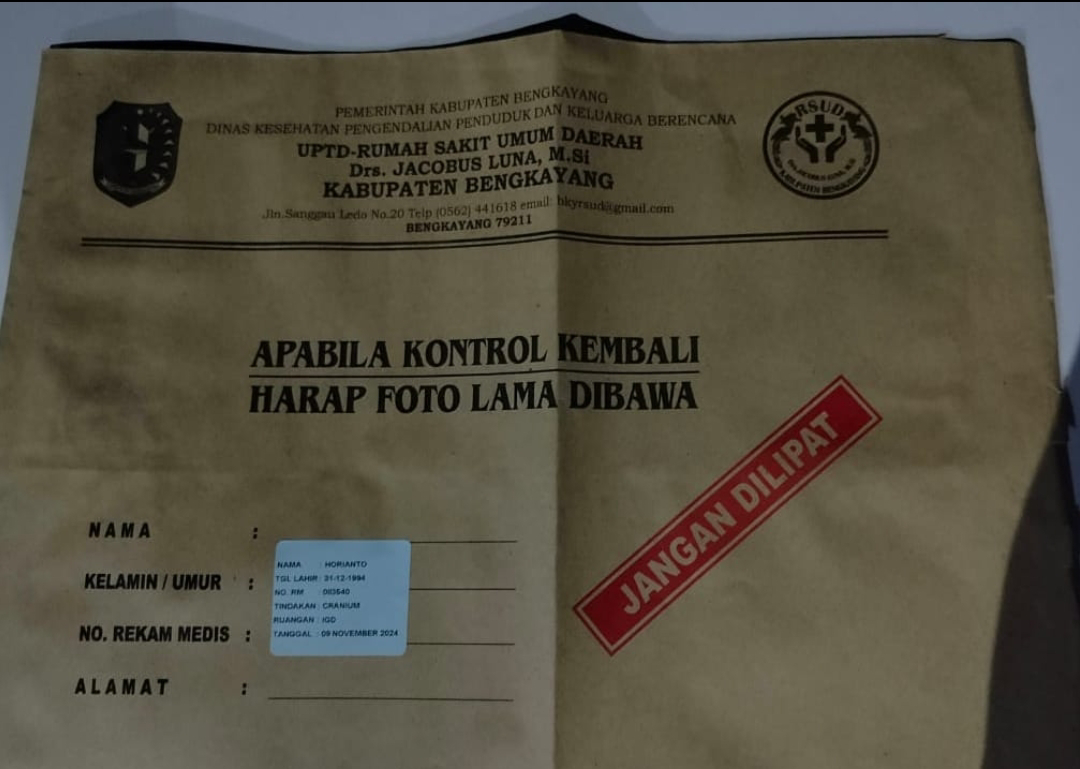 PEMERINTAH KABUPATEN BENGKAYANG
DINAS KESEHATAN PENGENDALIAN PENDUDUK DAN KELUARGA BERENCANA
UPTD-RUMAH SAKIT UMUM DAERAH
Drs. JACOBUS LUNA, M.Si
KABUPATEN BENGKAYANG
Jln.Sanggau Ledo No.20 Telp (0562) 441618 email: bkyrsud@gmail.com
BENGKAYANG 79211
RSUD
KABUPATEN BENGKAYANG
APABILA KONTROL KEMBALI
HARAP FOTO LAMA DIBAWA
JANGAN DILIPAT
NAMA :
KELAMIN / UMUR :
NO. REKAM MEDIS :
ALAMAT :
NAMA : HORIANTO
TGL LAHIR : 31-12-1994
NO. RM : 003540
TINDAKAN : CRANIUM
RUANGAN : IGD
TANGGAL : 09 NOVEMBER 2024